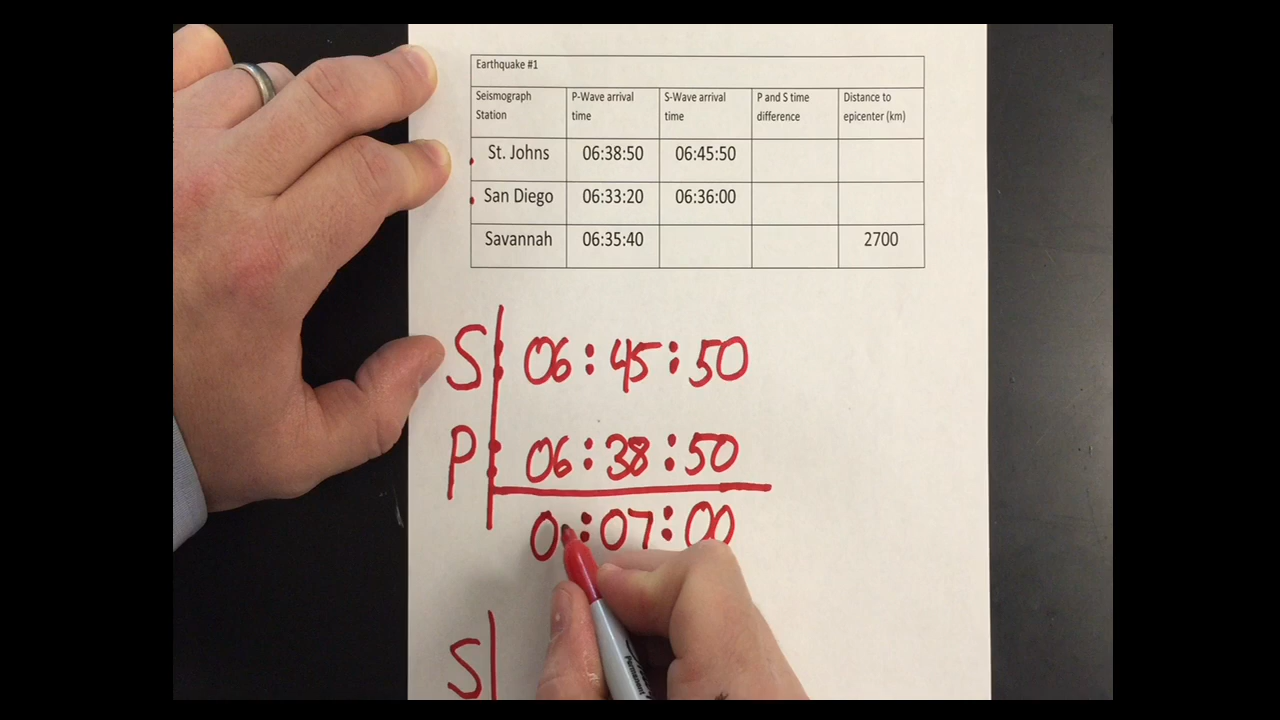 Earthquake #1
Seismograph Station P-Wave arrival time S-Wave arrival time P and S time difference Distance to epicenter (km)
St. Johns 06:38:50 06:45:50
San Diego 06:33:20 06:36:00
Savannah 06:35:40 2700
S: 06:45:50
P: 06:38:50
00:07:00
S